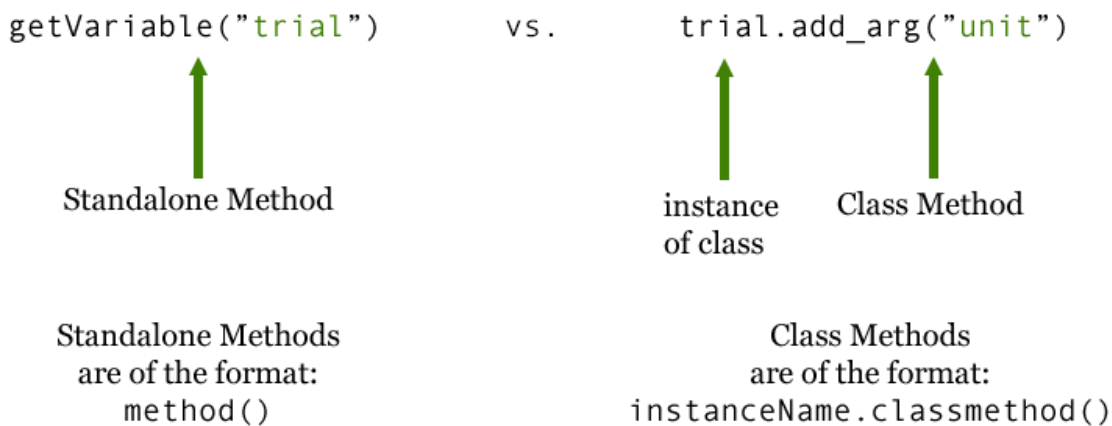 getVariable("trial")
vs.
trial.add_arg("unit")
Standalone Method
instance
of class
Class Method
Standalone Methods
are of the format:
method()
Class Methods
are of the format:
instanceName.classmethod()